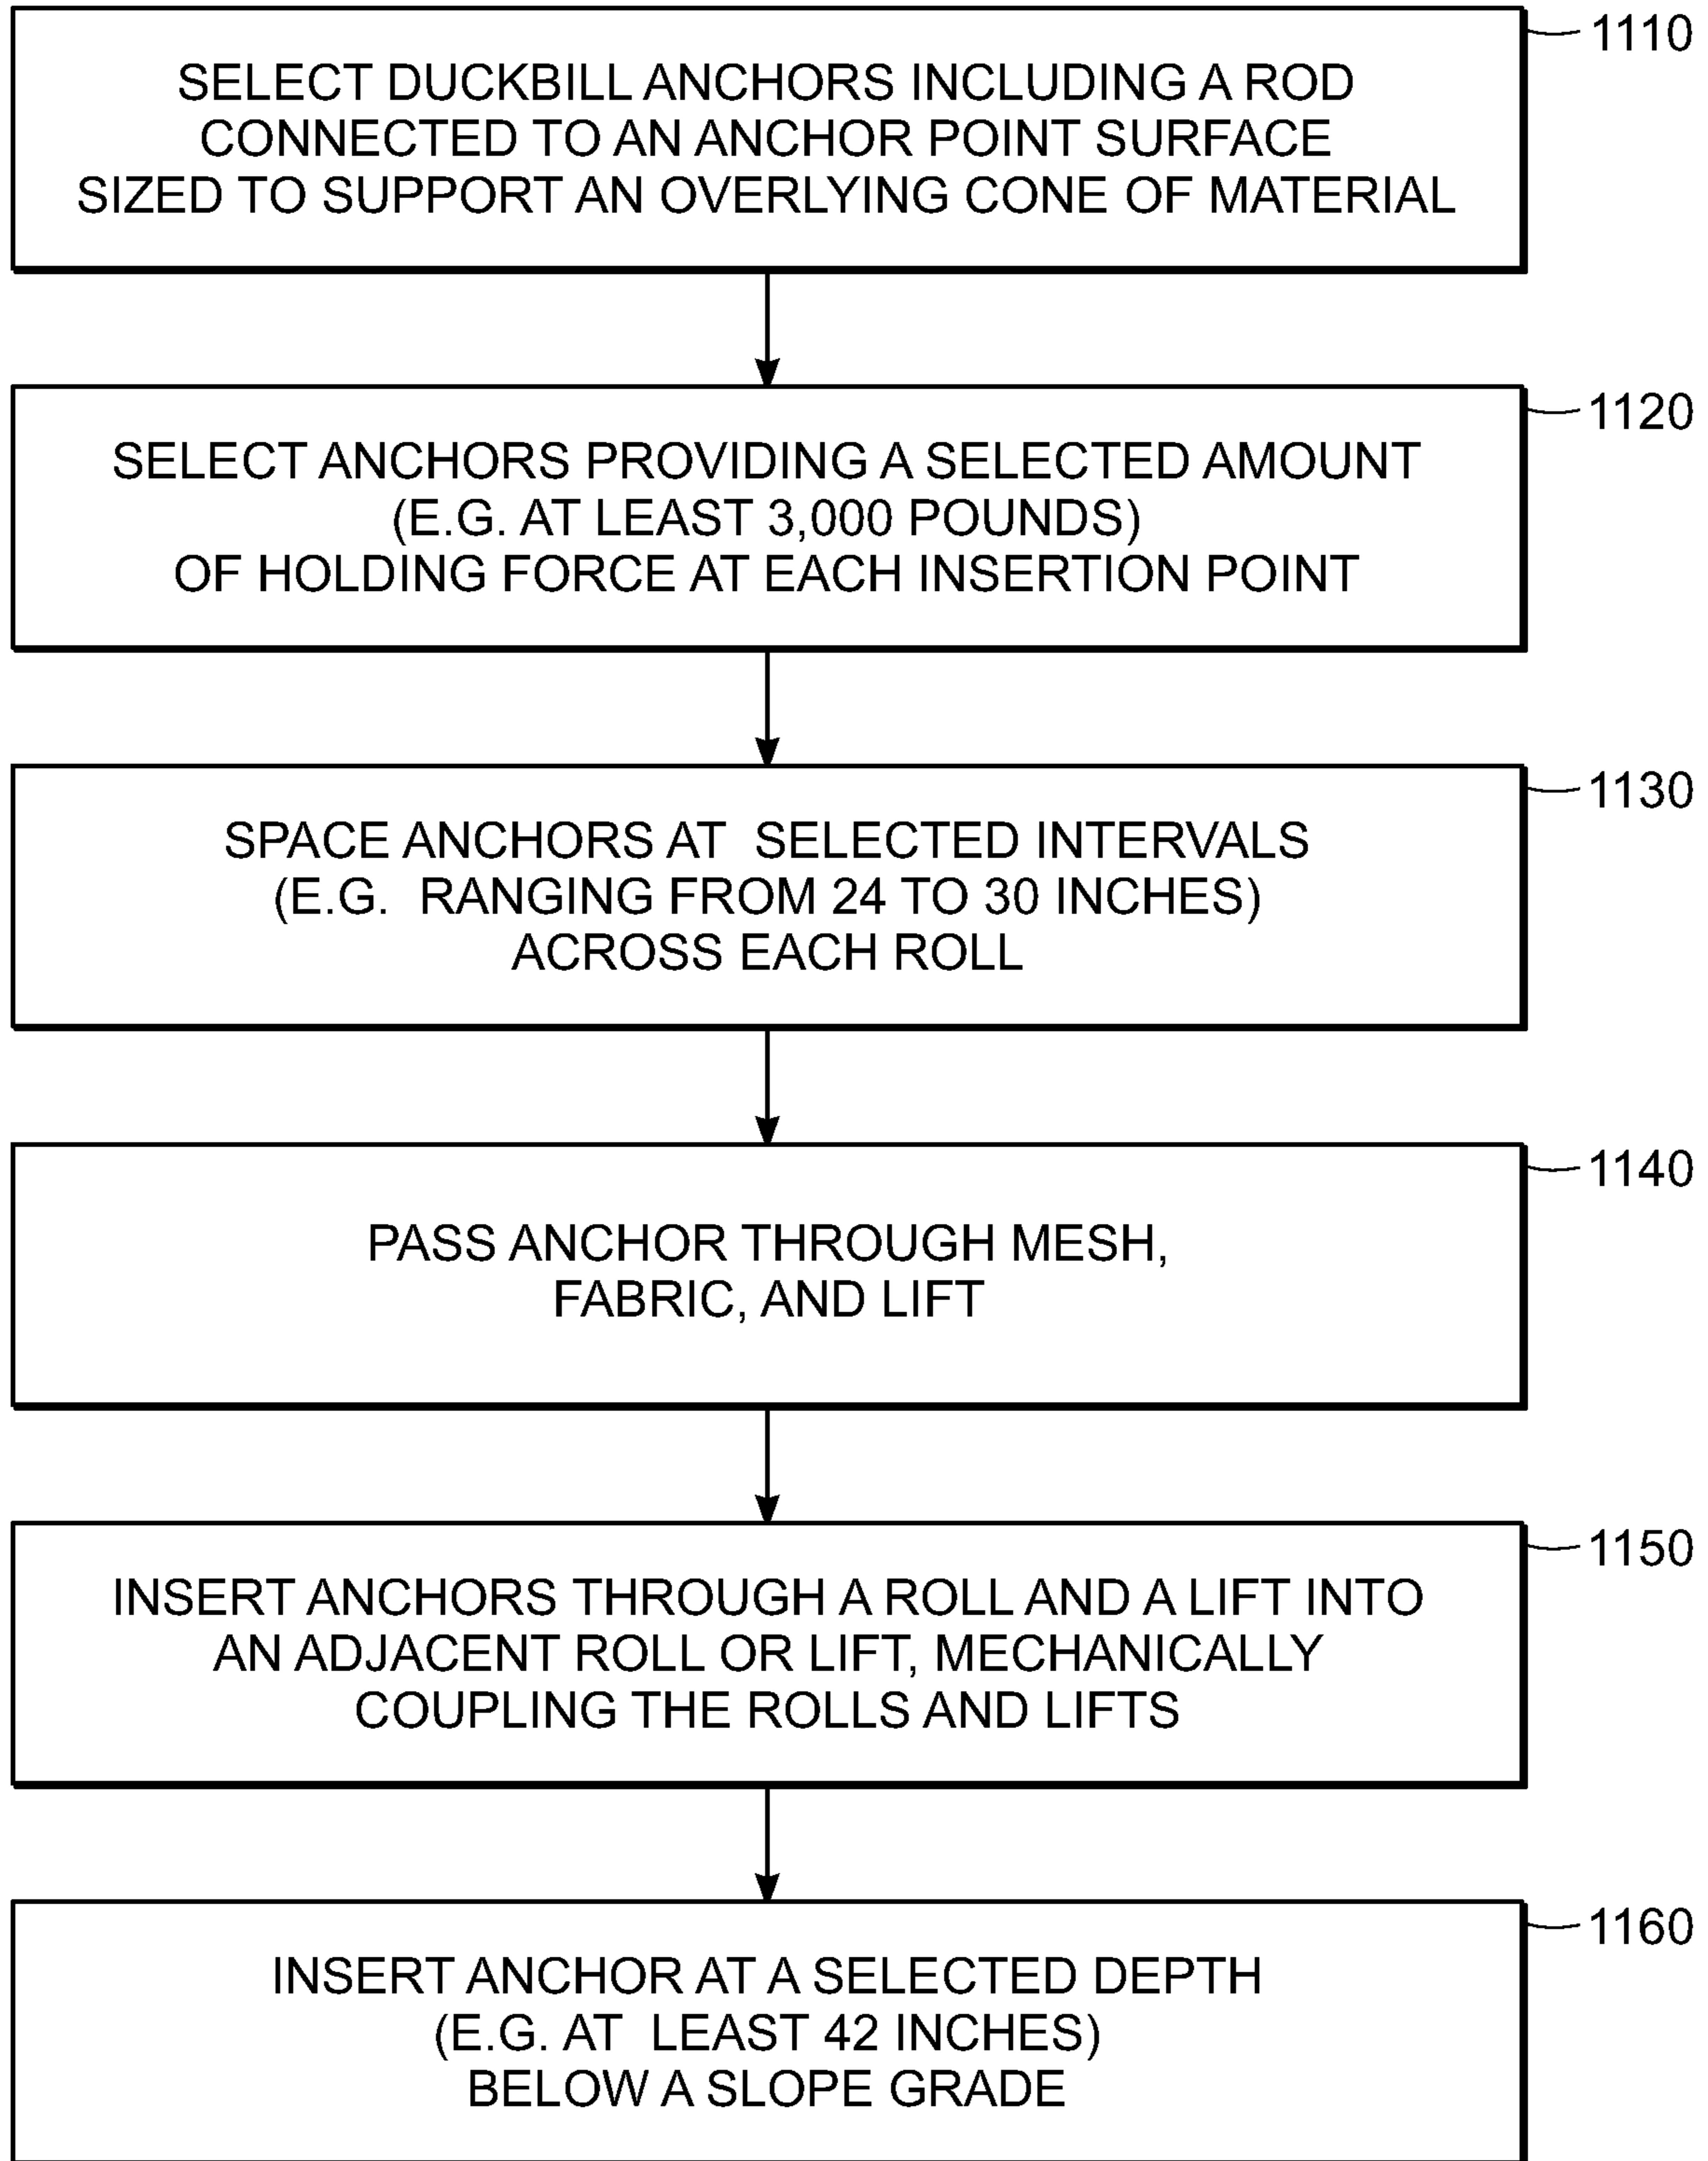 1110
SELECT DUCKBILL ANCHORS INCLUDING A ROD
CONNECTED TO AN ANCHOR POINT SURFACE
SIZED TO SUPPORT AN OVERLYING CONE OF MATERIAL
1120
SELECT ANCHORS PROVIDING A SELECTED AMOUNT
(E.G. AT LEAST 3,000 POUNDS)
OF HOLDING FORCE AT EACH INSERTION POINT
1130
SPACE ANCHORS AT SELECTED INTERVALS
(E.G. RANGING FROM 24 TO 30 INCHES)
ACROSS EACH ROLL
1140
PASS ANCHOR THROUGH MESH,
FABRIC, AND LIFT
1150
INSERT ANCHORS THROUGH A ROLL AND A LIFT INTO
AN ADJACENT ROLL OR LIFT, MECHANICALLY
COUPLING THE ROLLS AND LIFTS
1160
INSERT ANCHOR AT A SELECTED DEPTH
(E.G. AT LEAST 42 INCHES)
BELOW A SLOPE GRADE